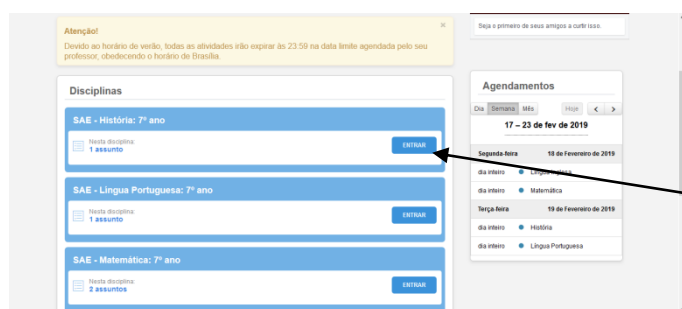 Atenção!
×
Devido ao horário de verão, todas as atividades irão expirar às 23:59 na data limite agendada pelo seu
professor, obedecendo o horário de Brasília.
Disciplinas
SAE - História: 7º ano
Nesta disciplina:
1 assunto
ENTRAR
SAE - Língua Portuguesa: 7º ano
Nesta disciplina:
1 assunto
ENTRAR
SAE - Matemática: 7º ano
Nesta disciplina:
2 assuntos
ENTRAR
Seja o primeiro de seus amigos a curtir isso.
Agendamentos
Dia Semana Mês Hoje < >
17 – 23 de fev de 2019
Segunda-feira 18 de Fevereiro de 2019
dia inteiro Língua Inglesa
dia inteiro Matemática
Terça-feira 19 de Fevereiro de 2019
dia inteiro História
dia inteiro Língua Portuguesa